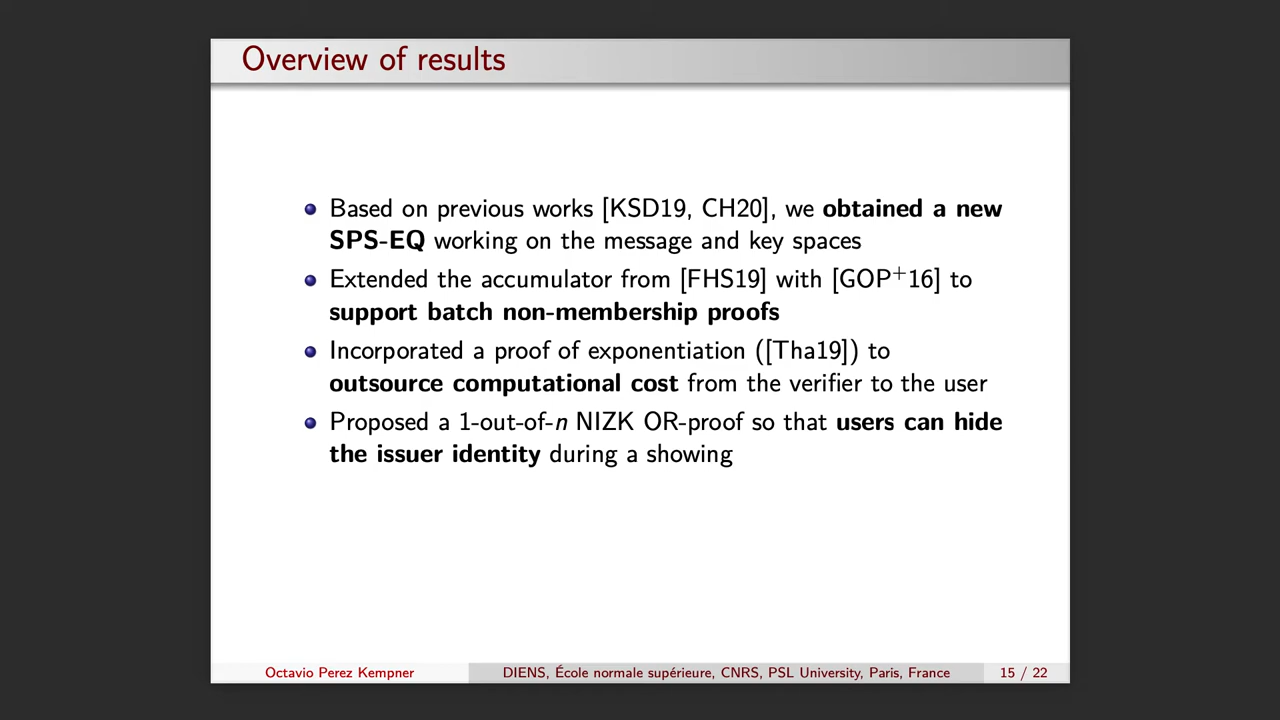 Overview of results
Based on previous works [KSD19, CH20], we obtained a new
SPS-EQ working on the message and key spaces
Extended the accumulator from [FHS19] with [GOP+16] to
support batch non-membership proofs
Incorporated a proof of exponentiation ([Tha19]) to
outsource computational cost from the verifier to the user
Proposed a 1-out-of-n NIZK OR-proof so that users can hide
the issuer identity during a showing
Octavio Perez Kempner
DIENS, École normale supérieure, CNRS, PSL University, Paris, France
15 / 22